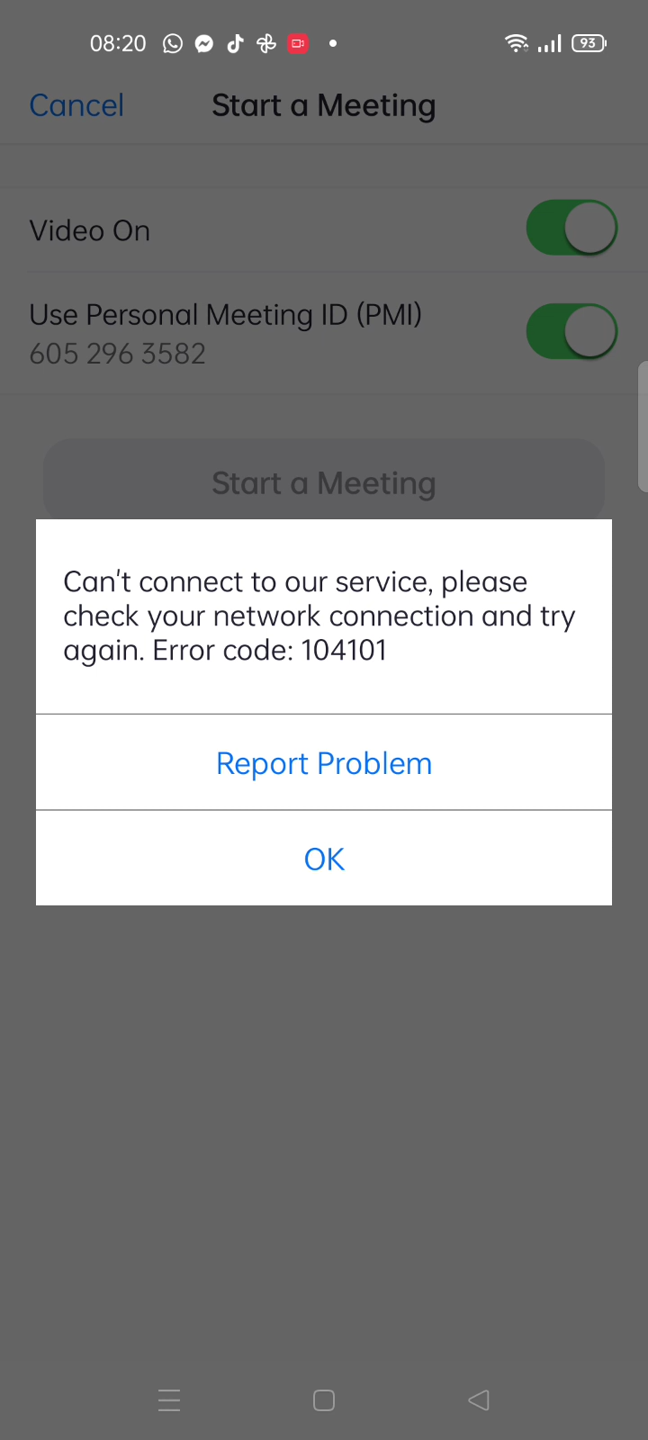 08:20 93
Cancel Start a Meeting
Video On
Use Personal Meeting ID (PMI)
605 296 3582
Start a Meeting
Can't connect to our service, please
check your network connection and try
again. Error code: 104101
Report Problem
OK